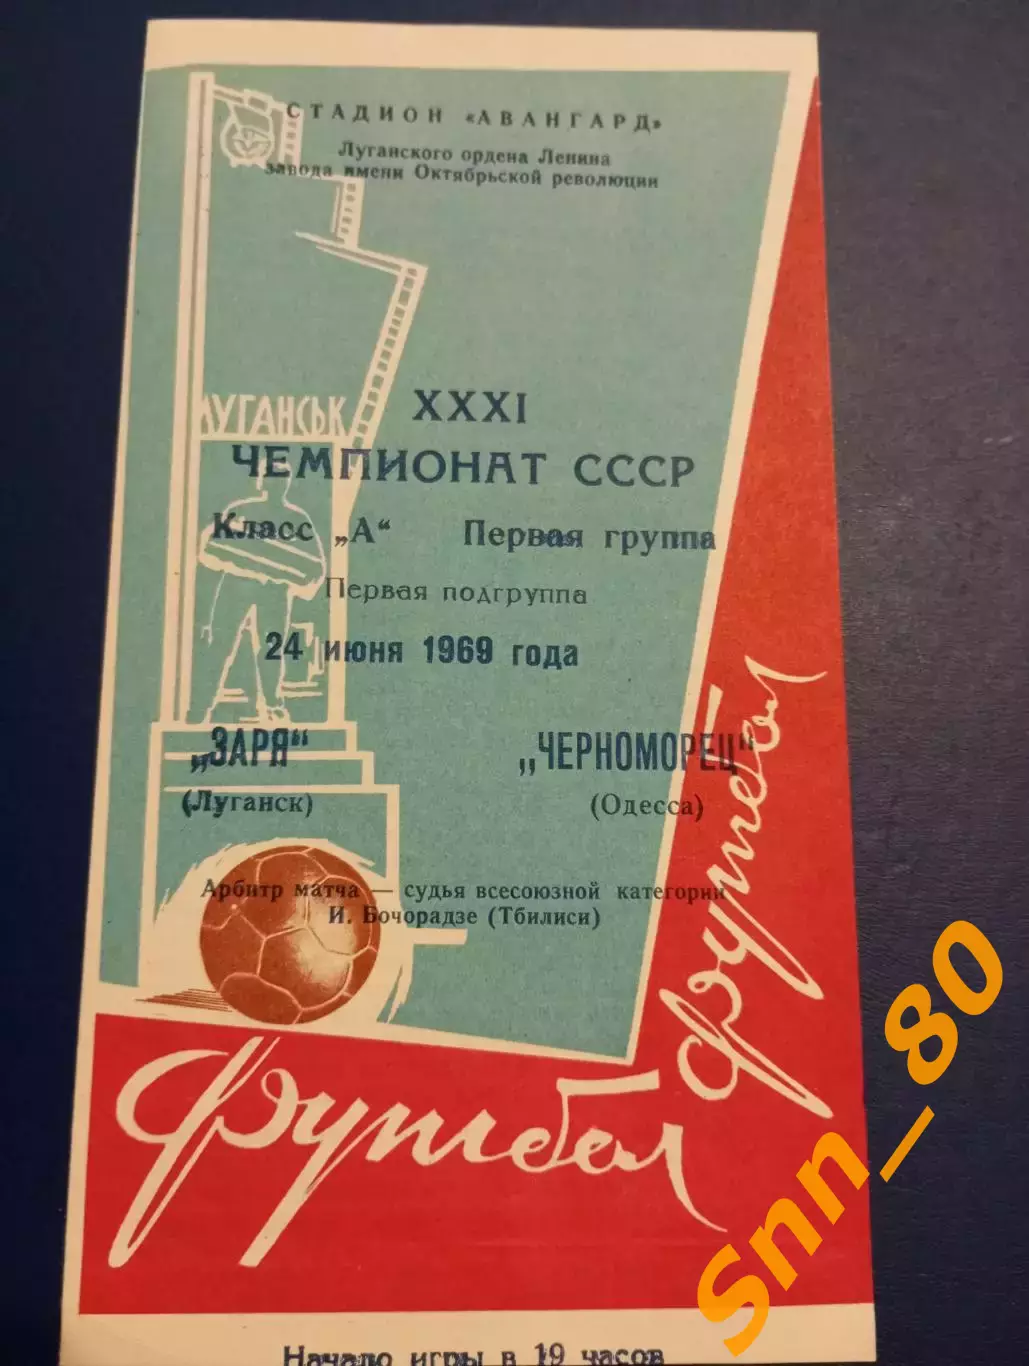 СТАДИОН «АВАНГАРД»
Луганского ордена Ленина
завода имени Октябрьской революции
ЛУГАНСЬК
XXXI
ЧЕМПИОНАТ СССР
Класс „А“ Первая группа
Первая подгруппа
24 июня 1969 года
„ЗАРЯ“ „ЧЕРНОМОРЕЦ“
(Луганск) (Одесса)
Арбитр матча — судья всесоюзной категории
И. Бочорадзе (Тбилиси)
Футбол
Футбол
Начало игры в 19 часов
Snn_80